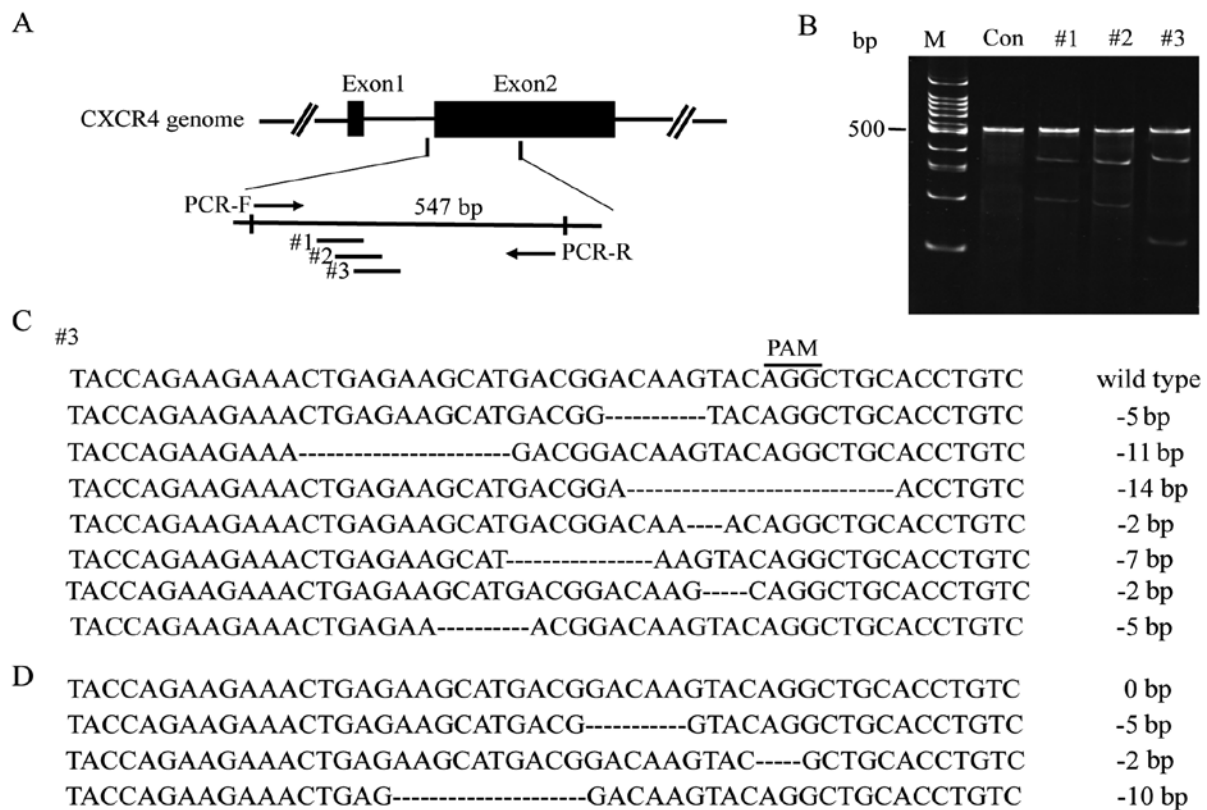 A
Exon1 Exon2
CXCR4 genome
PCR-F
547 bp
#1
#2
#3
PCR-R
B
bp M Con #1 #2 #3
500
C
#3
PAM
TACCAGAAGAAACTGAGAAGCATGACGGACAAGTACAGGCTGCACCTGTC wild type
TACCAGAAGAAACTGAGAAGCATGACGG-----------TACAGGCTGCACCTGTC -5 bp
TACCAGAAGAAA-----------------------GACGGACAAGTACAGGCTGCACCTGTC -11 bp
TACCAGAAGAAACTGAGAAGCATGACGGA-----------------------------ACCTGTC -14 bp
TACCAGAAGAAACTGAGAAGCATGACGGACAA----ACAGGCTGCACCTGTC -2 bp
TACCAGAAGAAACTGAGAAGCAT----------------AAGTACAGGCTGCACCTGTC -7 bp
TACCAGAAGAAACTGAGAAGCATGACGGACAAG-----CAGGCTGCACCTGTC -2 bp
TACCAGAAGAAACTGAGAA----------ACGGACAAGTACAGGCTGCACCTGTC -5 bp
D
TACCAGAAGAAACTGAGAAGCATGACGGACAAGTACAGGCTGCACCTGTC 0 bp
TACCAGAAGAAACTGAGAAGCATGACG-----------GTACAGGCTGCACCTGTC -5 bp
TACCAGAAGAAACTGAGAAGCATGACGGACAAGTAC-----GCTGCACCTGTC -2 bp
TACCAGAAGAAACTGAG---------------------GACAAGTACAGGCTGCACCTGTC -10 bp